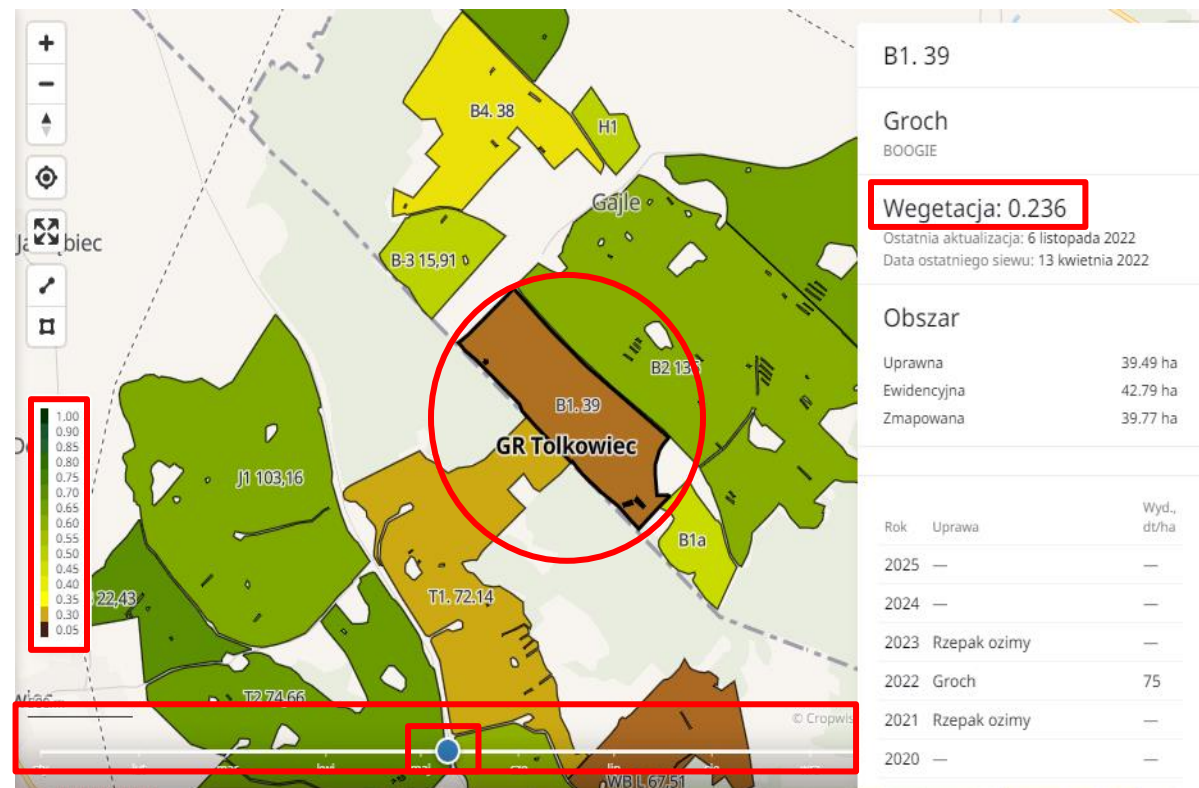 B4. 38
H1
Gajle
biec
B-3 15,91
B2 135
B1. 39
GR Tolkowiec
J1 103,16
B1a
T1. 72.14
22,43
T2 74,66
WB L 67,51
1.00
0.90
0.85
0.80
0.75
0.70
0.65
0.60
0.55
0.50
0.45
0.40
0.35
0.30
0.05
© Cropwis
maj
B1. 39
Groch
BOOGIE
Wegetacja: 0.236
Ostatnia aktualizacja: 6 listopada 2022
Data ostatniego siewu: 13 kwietnia 2022
Obszar
Uprawna 39.49 ha
Ewidencyjna 42.79 ha
Zmapowana 39.77 ha
Rok Uprawa Wyd., dt/ha
2025 — —
2024 — —
2023 Rzepak ozimy —
2022 Groch 75
2021 Rzepak ozimy —
2020 — —